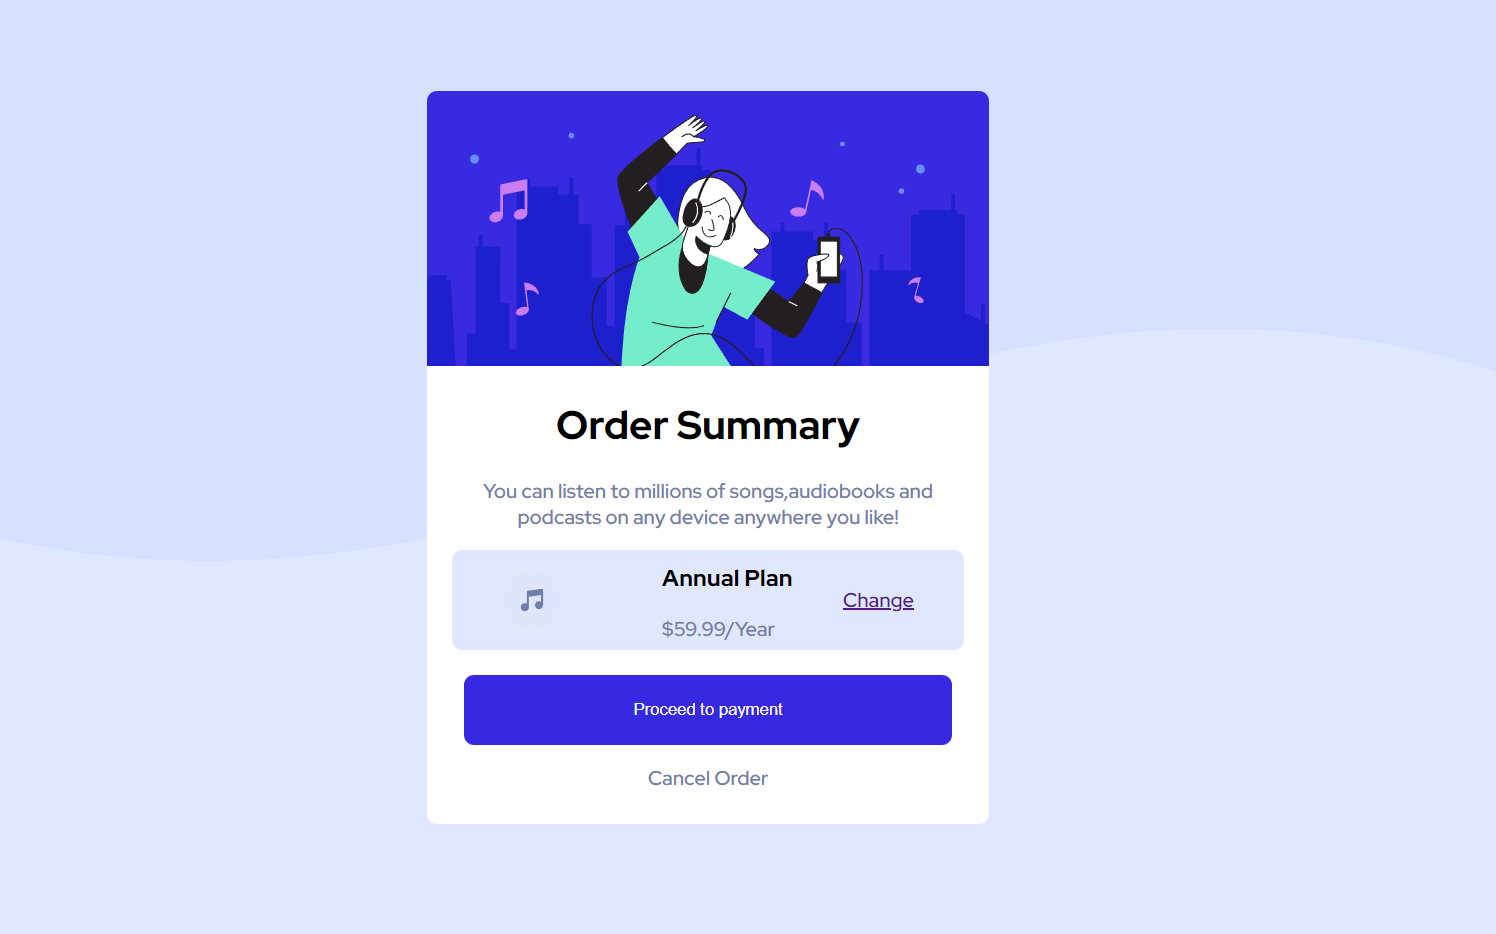 Order Summary
You can listen to millions of songs,audiobooks and
podcasts on any device anywhere you like!
Annual Plan
Change
$59.99/Year
Proceed to payment
Cancel Order